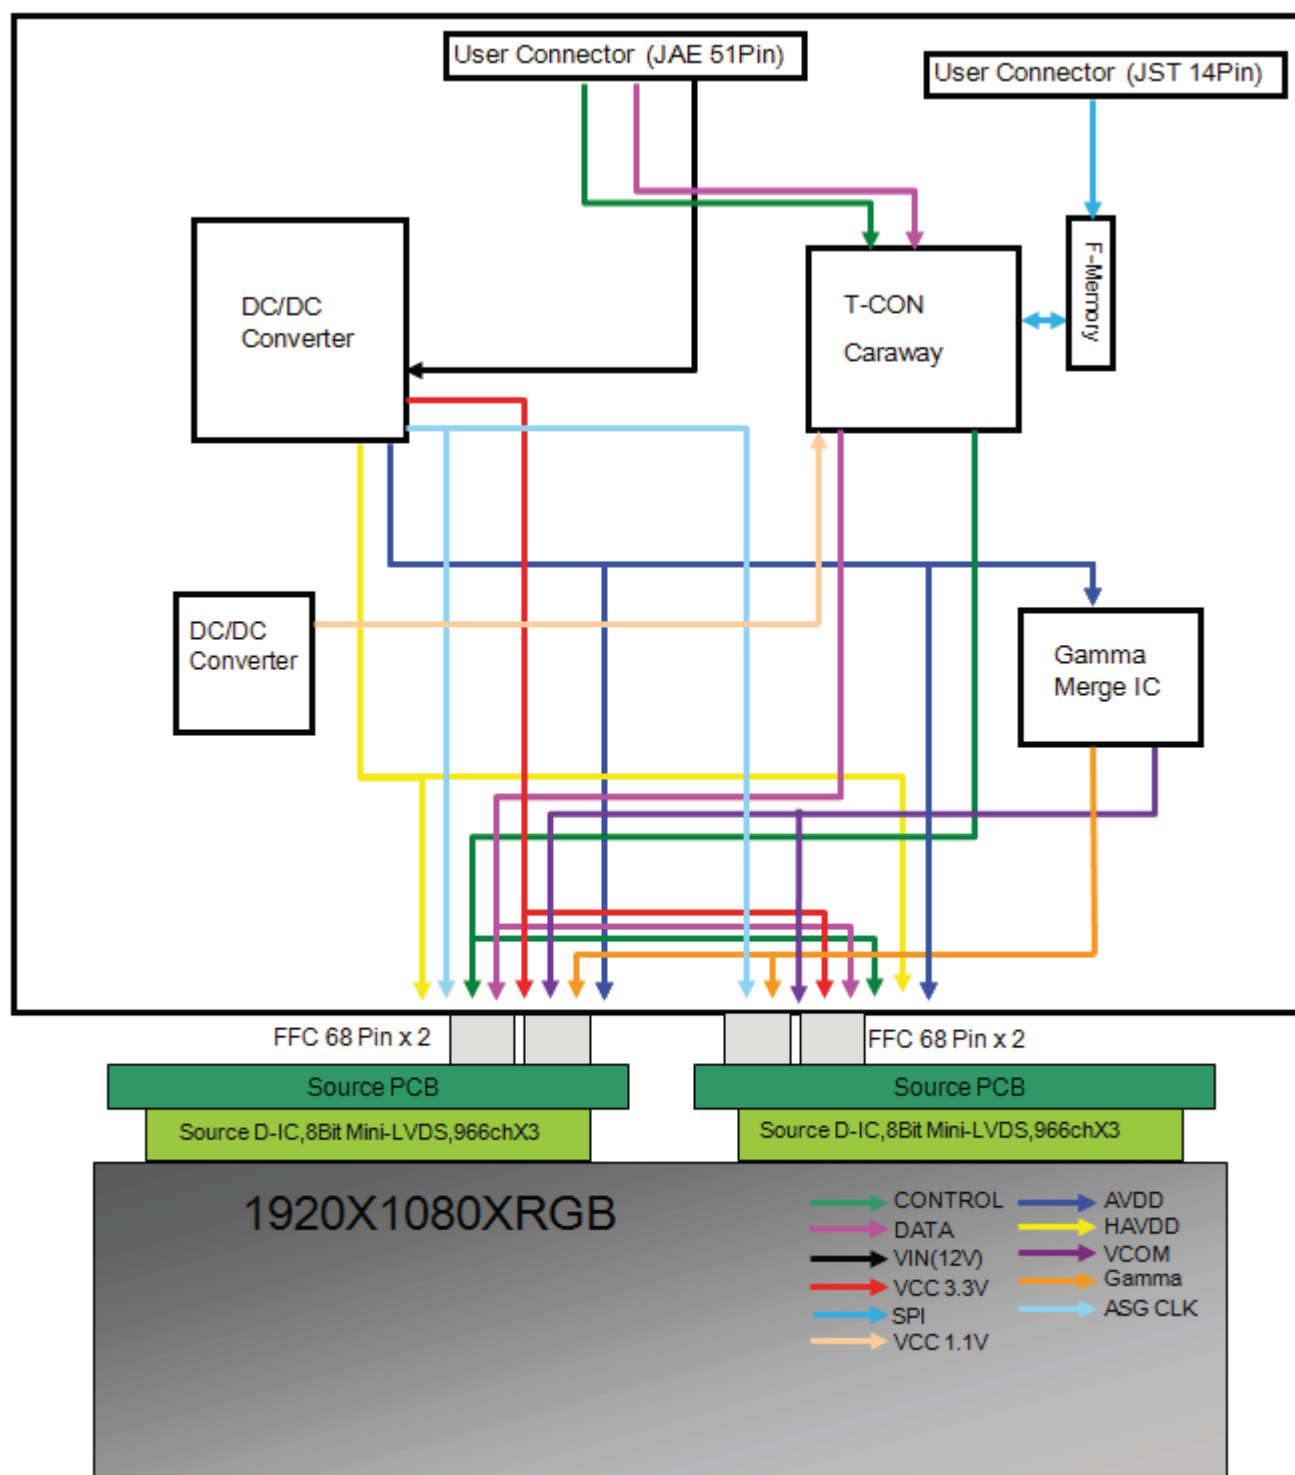 User Connector (JAE 51Pin)
User Connector (JST 14Pin)
DC/DC
Converter
T-CON
Caraway
F-Memory
DC/DC
Converter
Gamma
Merge IC
FFC 68 Pin x 2
FFC 68 Pin x 2
Source PCB
Source PCB
Source D-IC,8Bit Mini-LVDS,966chX3
Source D-IC,8Bit Mini-LVDS,966chX3
1920X1080XRGB
CONTROL
DATA
VIN(12V)
VCC 3.3V
SPI
VCC 1.1V
AVDD
HAVDD
VCOM
Gamma
ASG CLK